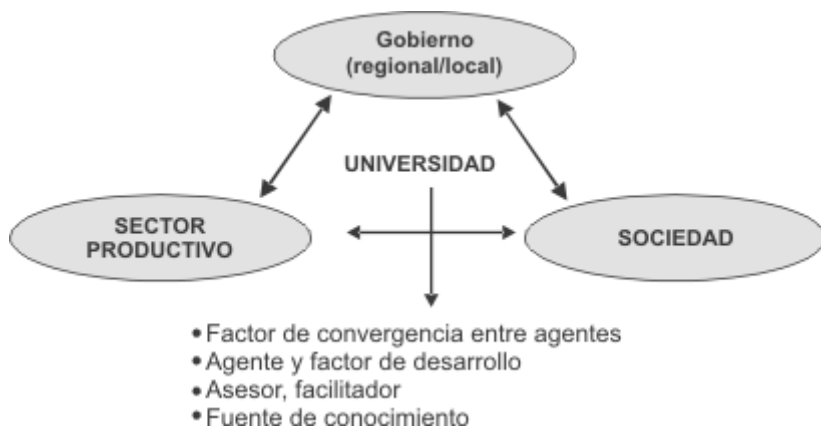 Gobierno
(regional/local)
UNIVERSIDAD
SECTOR
PRODUCTIVO
SOCIEDAD
• Factor de convergencia entre agentes
• Agente y factor de desarrollo
• Asesor, facilitador
• Fuente de conocimiento